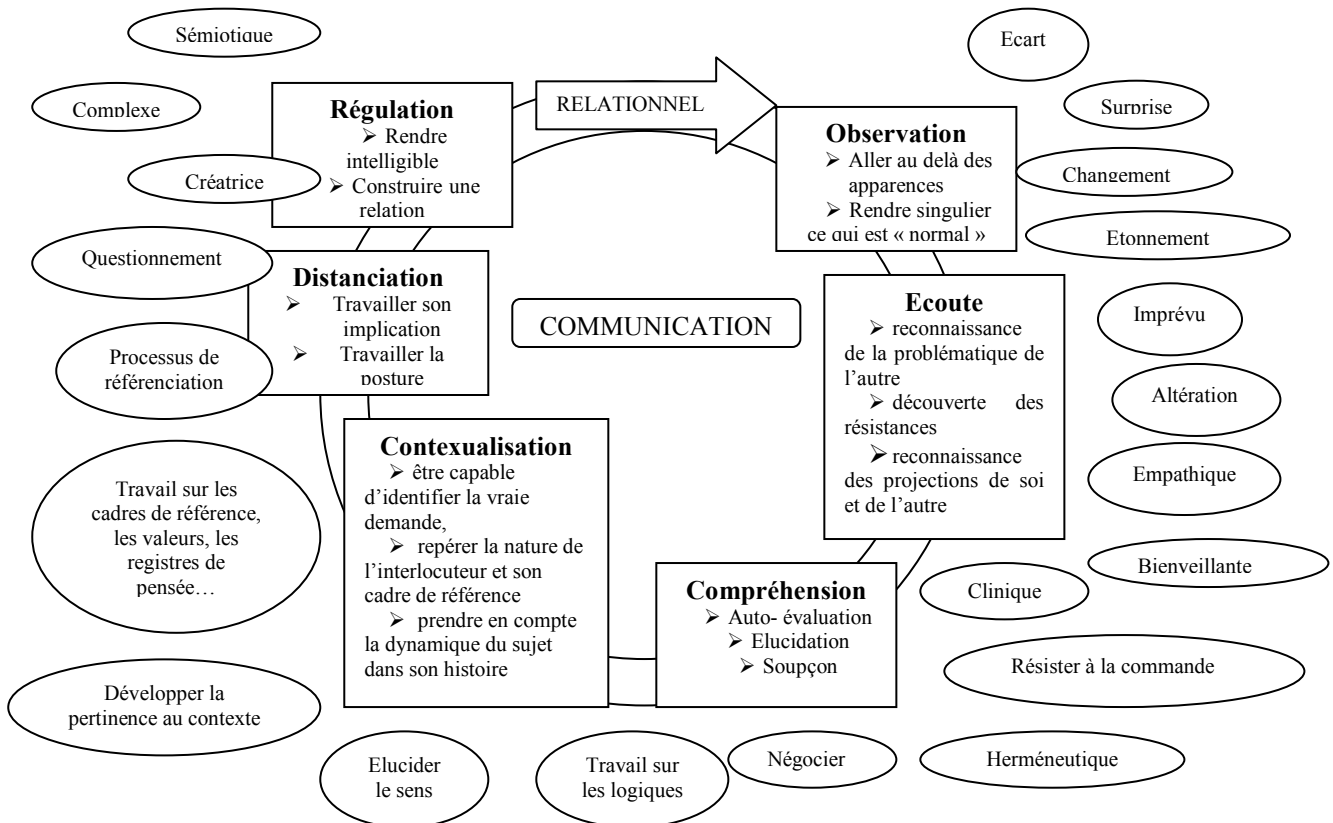 Sémiotique
Complexe
Créatrice
Questionnement
Processus de
référenciation
Travail sur les
cadres de référence,
les valeurs, les
registres de
pensée…
Développer la
pertinence au contexte
Régulation
➢ Rendre
intelligible
➢ Construire une
relation
RELATIONNEL
Distanciation
➢ Travailler son
implication
➢ Travailler la
posture
COMMUNICATION
Contexualisation
➢ être capable
d’identifier la vraie
demande,
➢ repérer la nature de
l’interlocuteur et son
cadre de référence
➢ prendre en compte
la dynamique du sujet
dans son histoire
Observation
➢ Aller au delà des
apparences
➢ Rendre singulier
ce qui est « normal »
Ecoute
➢ reconnaissance
de la problématique de
l’autre
➢ découverte des
résistances
➢ reconnaissance
des projections de soi
et de l’autre
Compréhension
➢ Auto- évaluation
➢ Elucidation
➢ Soupçon
Ecart
Surprise
Changement
Etonnement
Imprévu
Altération
Empathique
Bienveillante
Clinique
Résister à la commande
Elucider
le sens
Travail sur
les logiques
Négocier
Herméneutique